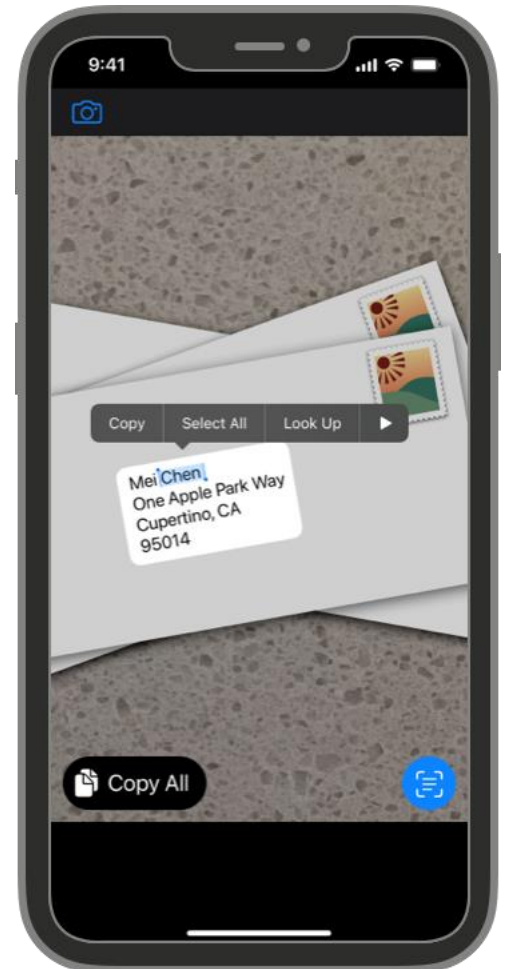 9:41
Copy Select All Look Up
Mei Chen
One Apple Park Way
Cupertino, CA
95014
Copy All